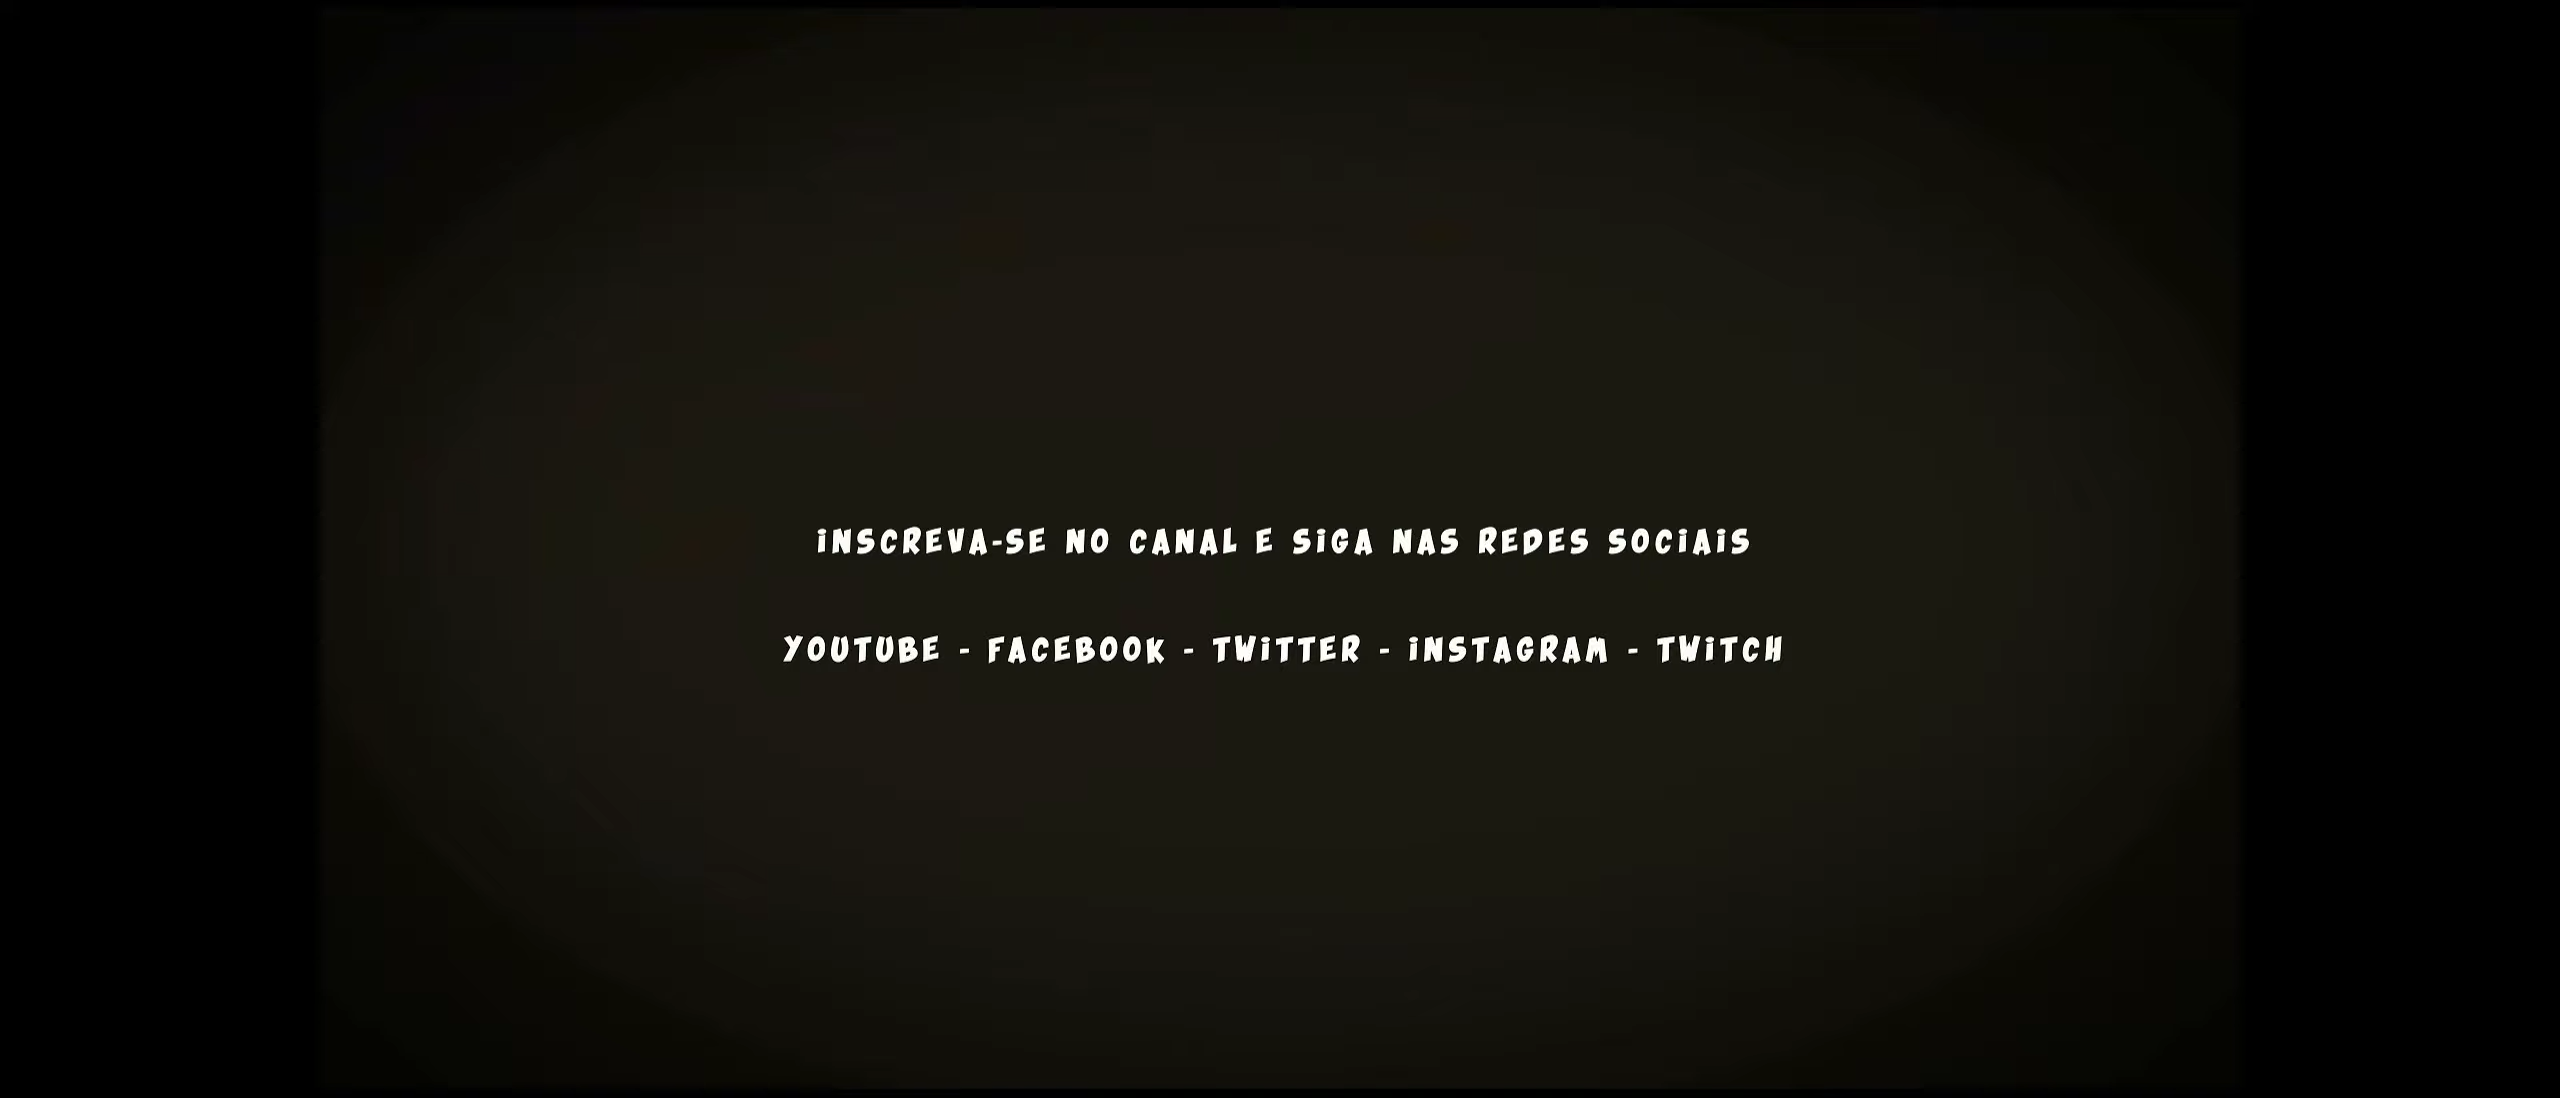 iNSCREVA-SE NO CANAL E SiGA NAS REDES SOCiAiS
YOUTUBE - FACEBOOK - TWiTTER - iNSTAGRAM - TWiTCH